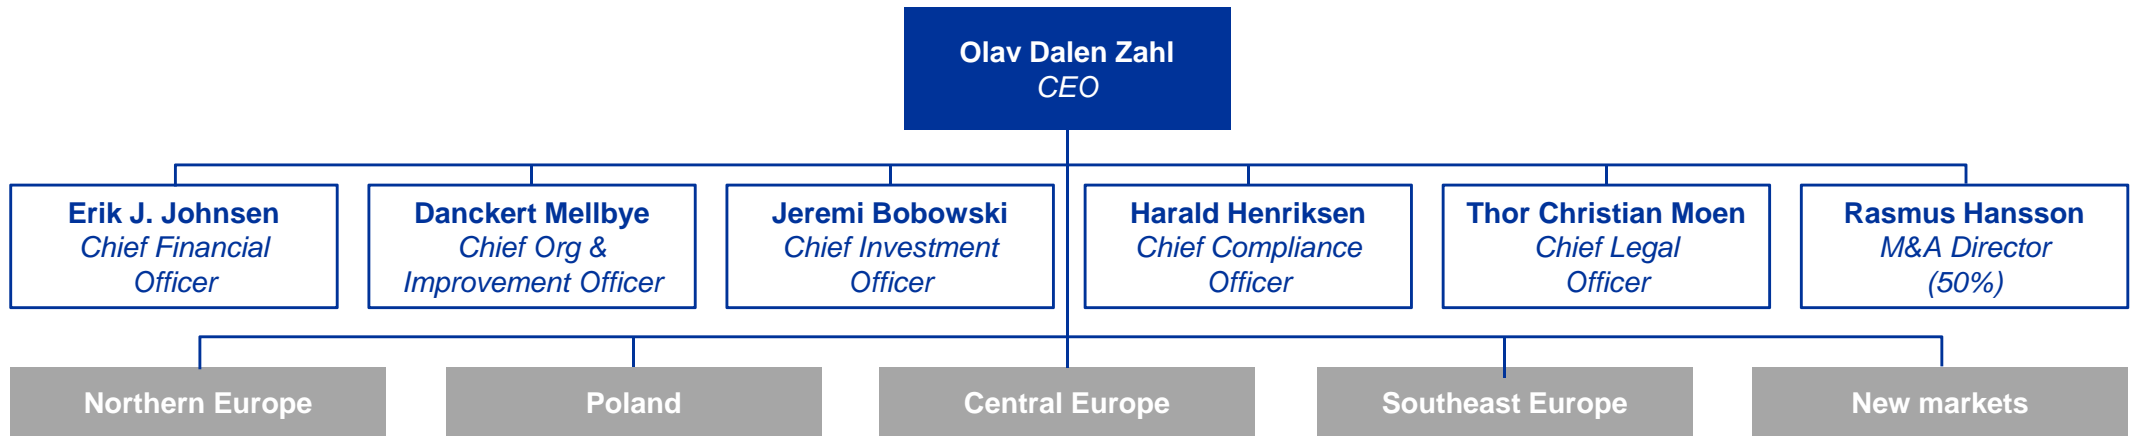 Olav Dalen Zahl
CEO
Erik J. Johnsen
Chief Financial
Officer
Danckert Mellbye
Chief Org &
Improvement Officer
Jeremi Bobowski
Chief Investment
Officer
Harald Henriksen
Chief Compliance
Officer
Thor Christian Moen
Chief Legal
Officer
Rasmus Hansson
M&A Director
(50%)
Northern Europe
Poland
Central Europe
Southeast Europe
New markets